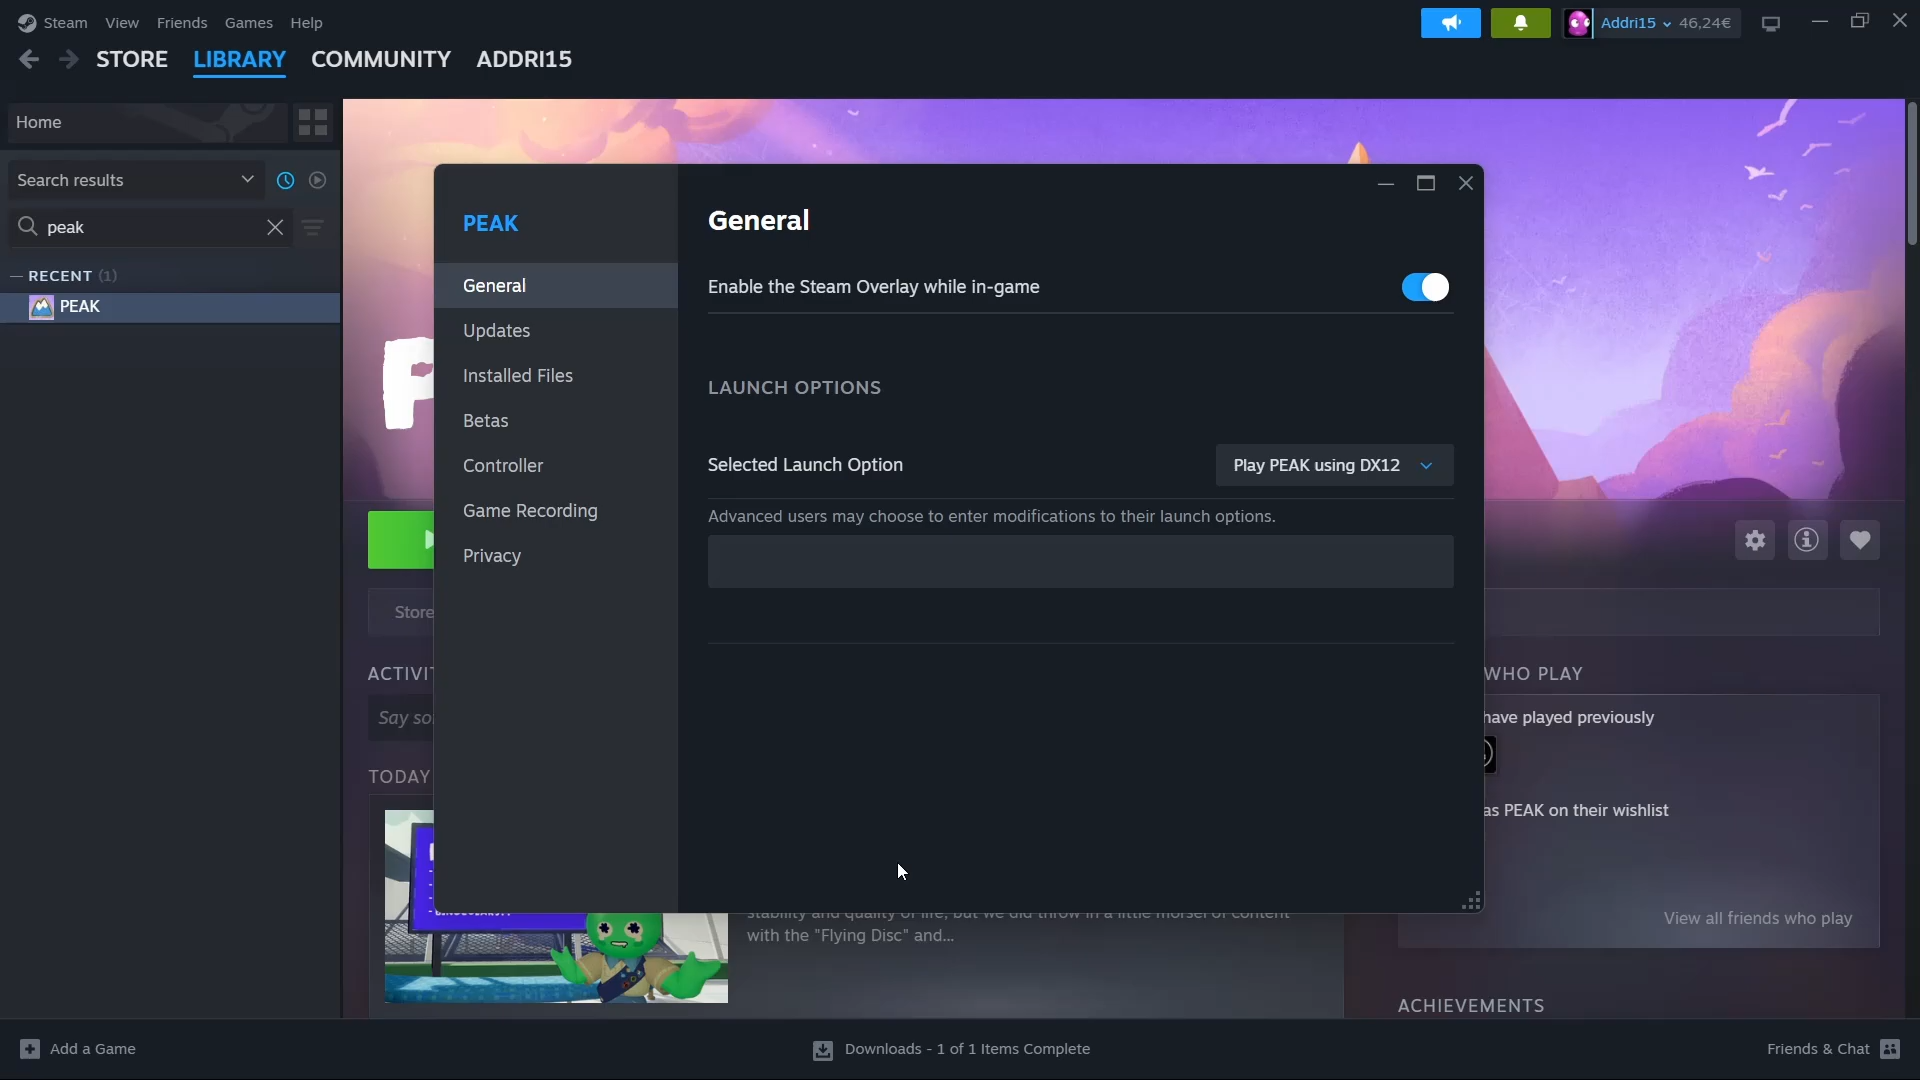 Steam View Friends Games Help
Addri15 46,24€
STORE LIBRARY COMMUNITY ADDRI15
Home
Search results
peak
— RECENT (1)
PEAK
PEAK
General
Updates
Installed Files
Betas
Controller
Game Recording
Privacy
General
Enable the Steam Overlay while in-game
LAUNCH OPTIONS
Selected Launch Option
Play PEAK using DX12
Advanced users may choose to enter modifications to their launch options.
P
Store
ACTIVIT
Say so
TODAY
with the "Flying Disc" and...
WHO PLAY
have played previously
as PEAK on their wishlist
View all friends who play
ACHIEVEMENTS
Add a Game
Downloads - 1 of 1 Items Complete
Friends & Chat